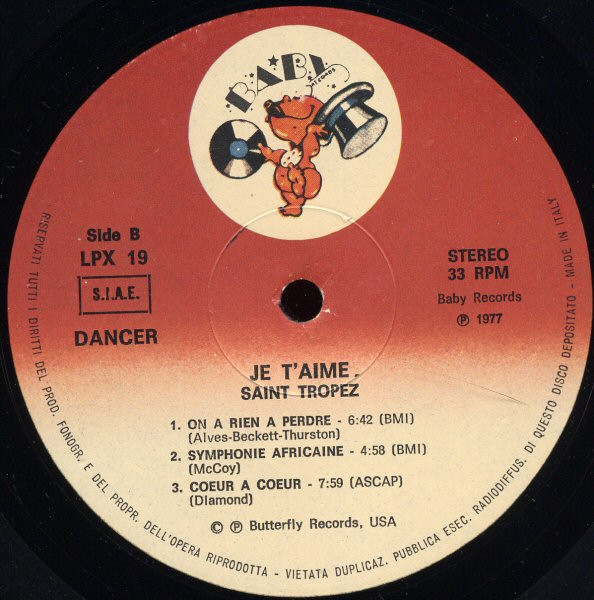 BABY
records
Side B
LPX 19
S.I.A.E.
DANCER
STEREO
33 RPM
Baby Records
℗ 1977
JE T'AIME
SAINT TROPEZ
1. ON A RIEN A PERDRE - 6:42 (BMI)
(Alves-Beckett-Thurston)
2. SYMPHONIE AFRICAINE - 4:58 (BMI)
(McCoy)
3. COEUR A COEUR - 7:59 (ASCAP)
(Diamond)
© ℗ Butterfly Records, USA
RISERVATI TUTTI I DIRITTI DEL PROD. FONOGR. E DEL PROPR. DELL'OPERA RIPRODOTTA - VIETATA DUPLICAZ. PUBBLICA ESEC. RADIODIFFUS. DI QUESTO DISCO DEPOSITATO - MADE IN ITALY